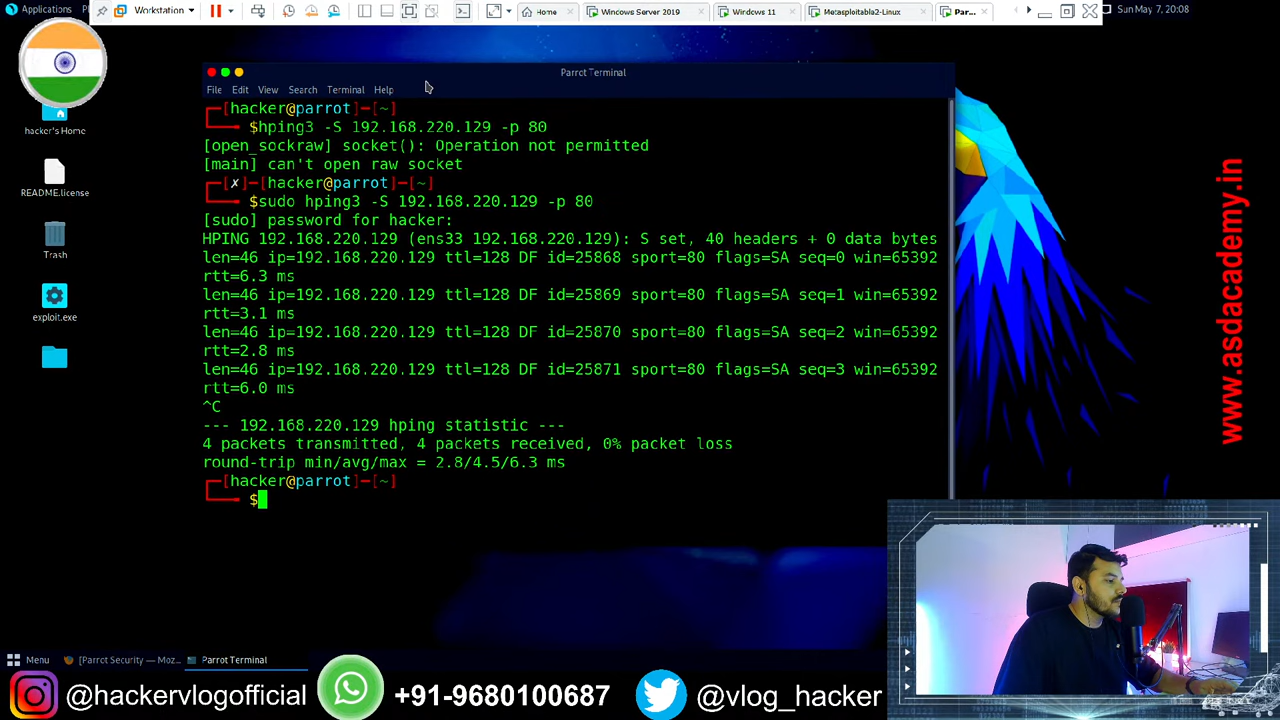 Applications
Pl
Workstation
Home
Windows Server 2019
Windows 11
Metasploitable2-Linux
Par...
Sun May 7, 20:08
Parrot Terminal
File Edit View Search Terminal Help
hacker's Home
README.license
Trash
exploit.exe
┌─[hacker@parrot]─[~]
└──╼ $hping3 -S 192.168.220.129 -p 80
[open_sockraw] socket(): Operation not permitted
[main] can't open raw socket
┌─[✗]─[hacker@parrot]─[~]
└──╼ $sudo hping3 -S 192.168.220.129 -p 80
[sudo] password for hacker:
HPING 192.168.220.129 (ens33 192.168.220.129): S set, 40 headers + 0 data bytes
len=46 ip=192.168.220.129 ttl=128 DF id=25868 sport=80 flags=SA seq=0 win=65392
rtt=6.3 ms
len=46 ip=192.168.220.129 ttl=128 DF id=25869 sport=80 flags=SA seq=1 win=65392
rtt=3.1 ms
len=46 ip=192.168.220.129 ttl=128 DF id=25870 sport=80 flags=SA seq=2 win=65392
rtt=2.8 ms
len=46 ip=192.168.220.129 ttl=128 DF id=25871 sport=80 flags=SA seq=3 win=65392
rtt=6.0 ms
^C
--- 192.168.220.129 hping statistic ---
4 packets transmitted, 4 packets received, 0% packet loss
round-trip min/avg/max = 2.8/4.5/6.3 ms
┌─[hacker@parrot]─[~]
└──╼ $
www.asdacademy.in
Menu
[Parrot Security — Moz...
Parrot Terminal
@hackervlogofficial
+91-9680100687
@vlog_hacker